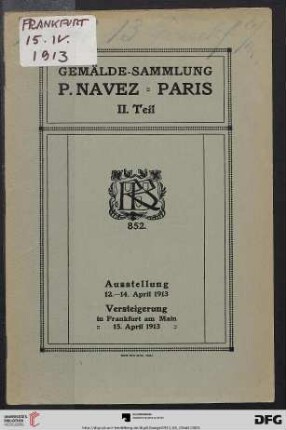 FRANKFURT
15. IV.
1913
GEMÄLDE-SAMMLUNG
P. NAVEZ = PARIS
II. Teil
852.
Ausstellung
12.—14. April 1913
Versteigerung
in Frankfurt am Main
= 15. April 1913 =
DFG